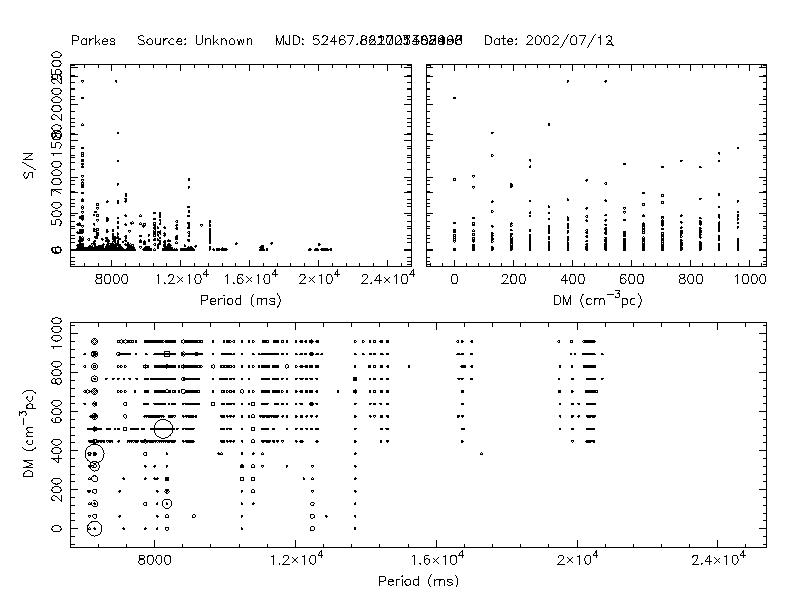 Parkes Source: Unknown MJD: Date: 2002/07/
S/N
0 500 1000 1500 2000 2500
8000 1.2×10⁴ 1.6×10⁴ 2×10⁴ 2.4×10⁴
Period (ms)
0 200 400 600 800 1000
DM (cm⁻³pc)
DM (cm⁻³pc)
0 200 400 600 800 1000
8000 1.2×10⁴ 1.6×10⁴ 2×10⁴ 2.4×10⁴
Period (ms)